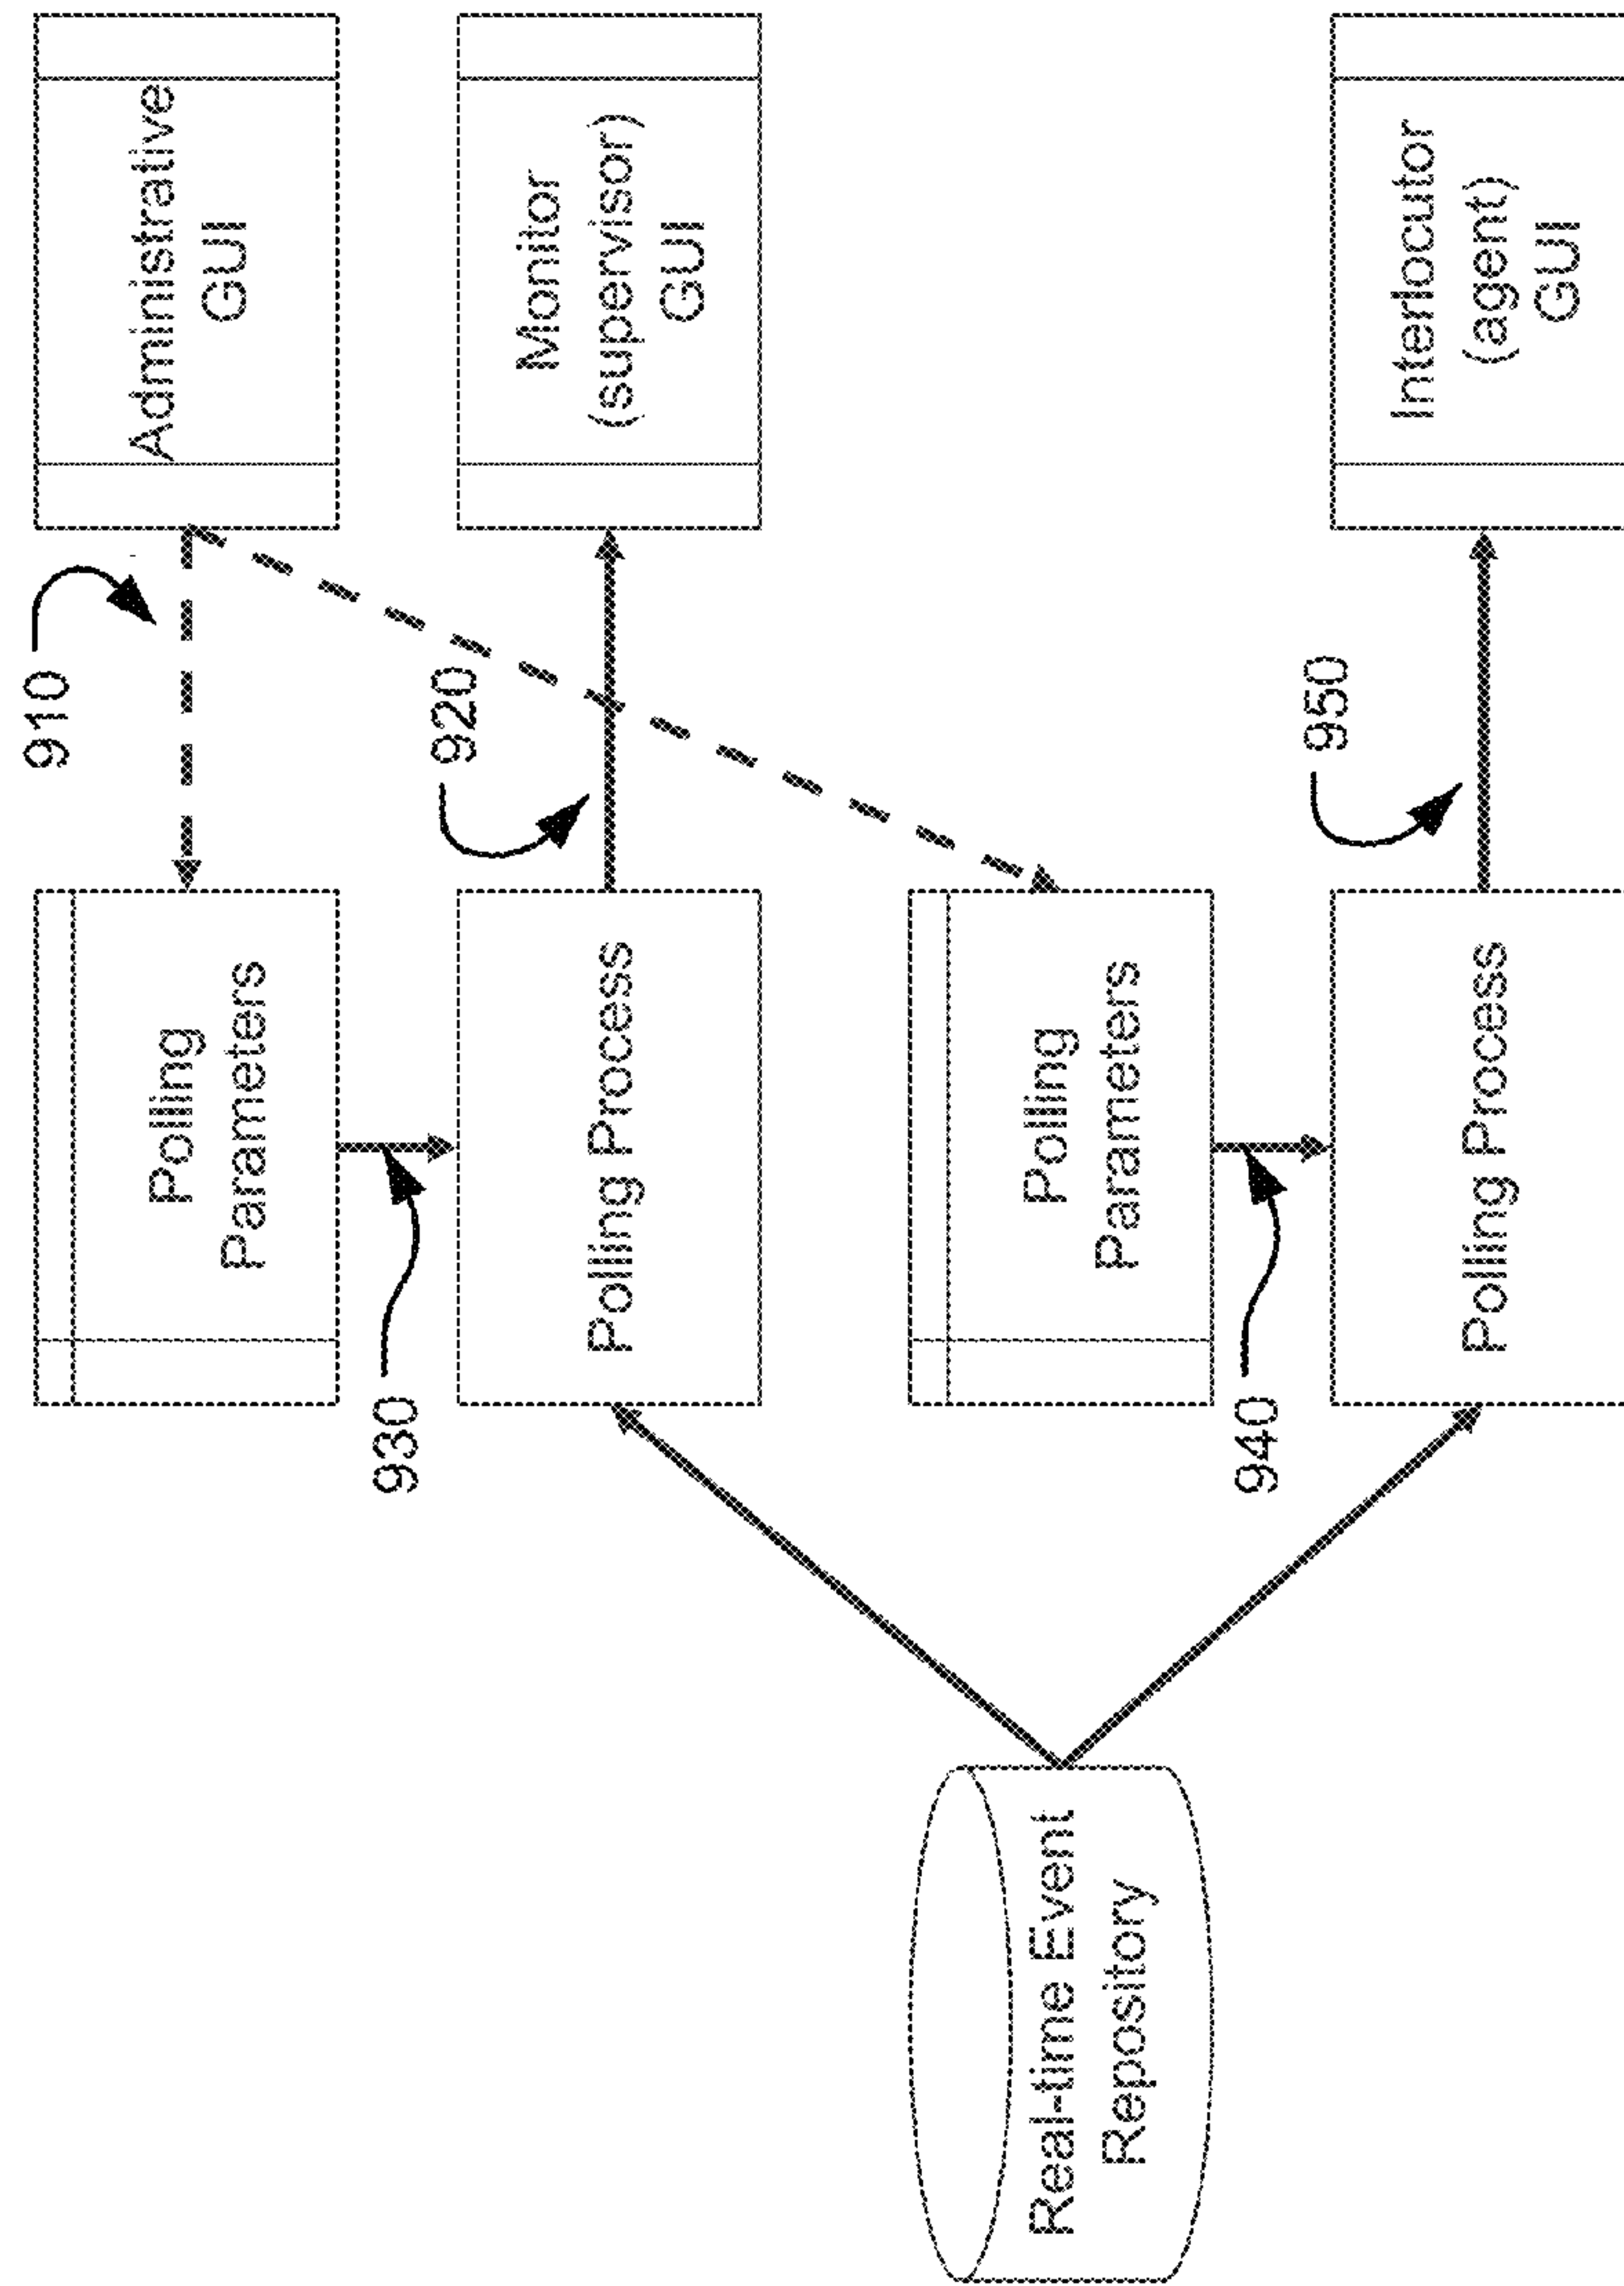 910
Administrative
GUI
Polling
Parameters
930
920
Monitor
(supervisor)
GUI
Polling Process
Real-time Event
Repository
Polling
Parameters
940
950
Interlocutor
(agent)
GUI
Polling Process